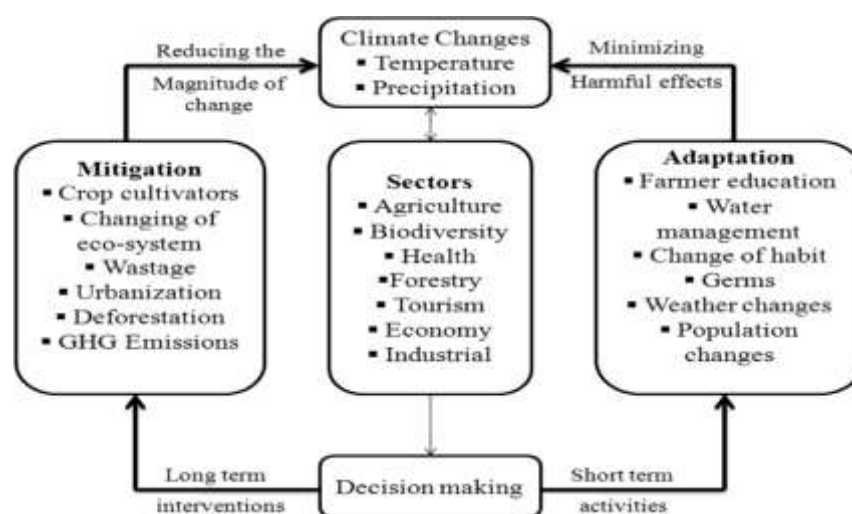 Climate Changes
▪ Temperature
▪ Precipitation
Reducing the
Magnitude of
change
Minimizing
Harmful effects
Mitigation
▪ Crop cultivators
▪ Changing of
eco-system
▪ Wastage
▪ Urbanization
▪ Deforestation
▪ GHG Emissions
Sectors
▪ Agriculture
▪ Biodiversity
▪ Health
▪ Forestry
▪ Tourism
▪ Economy
▪ Industrial
Adaptation
▪ Farmer education
▪ Water
management
▪ Change of habit
▪ Germs
▪ Weather changes
▪ Population
changes
Long term
interventions
Decision making
Short term
activities